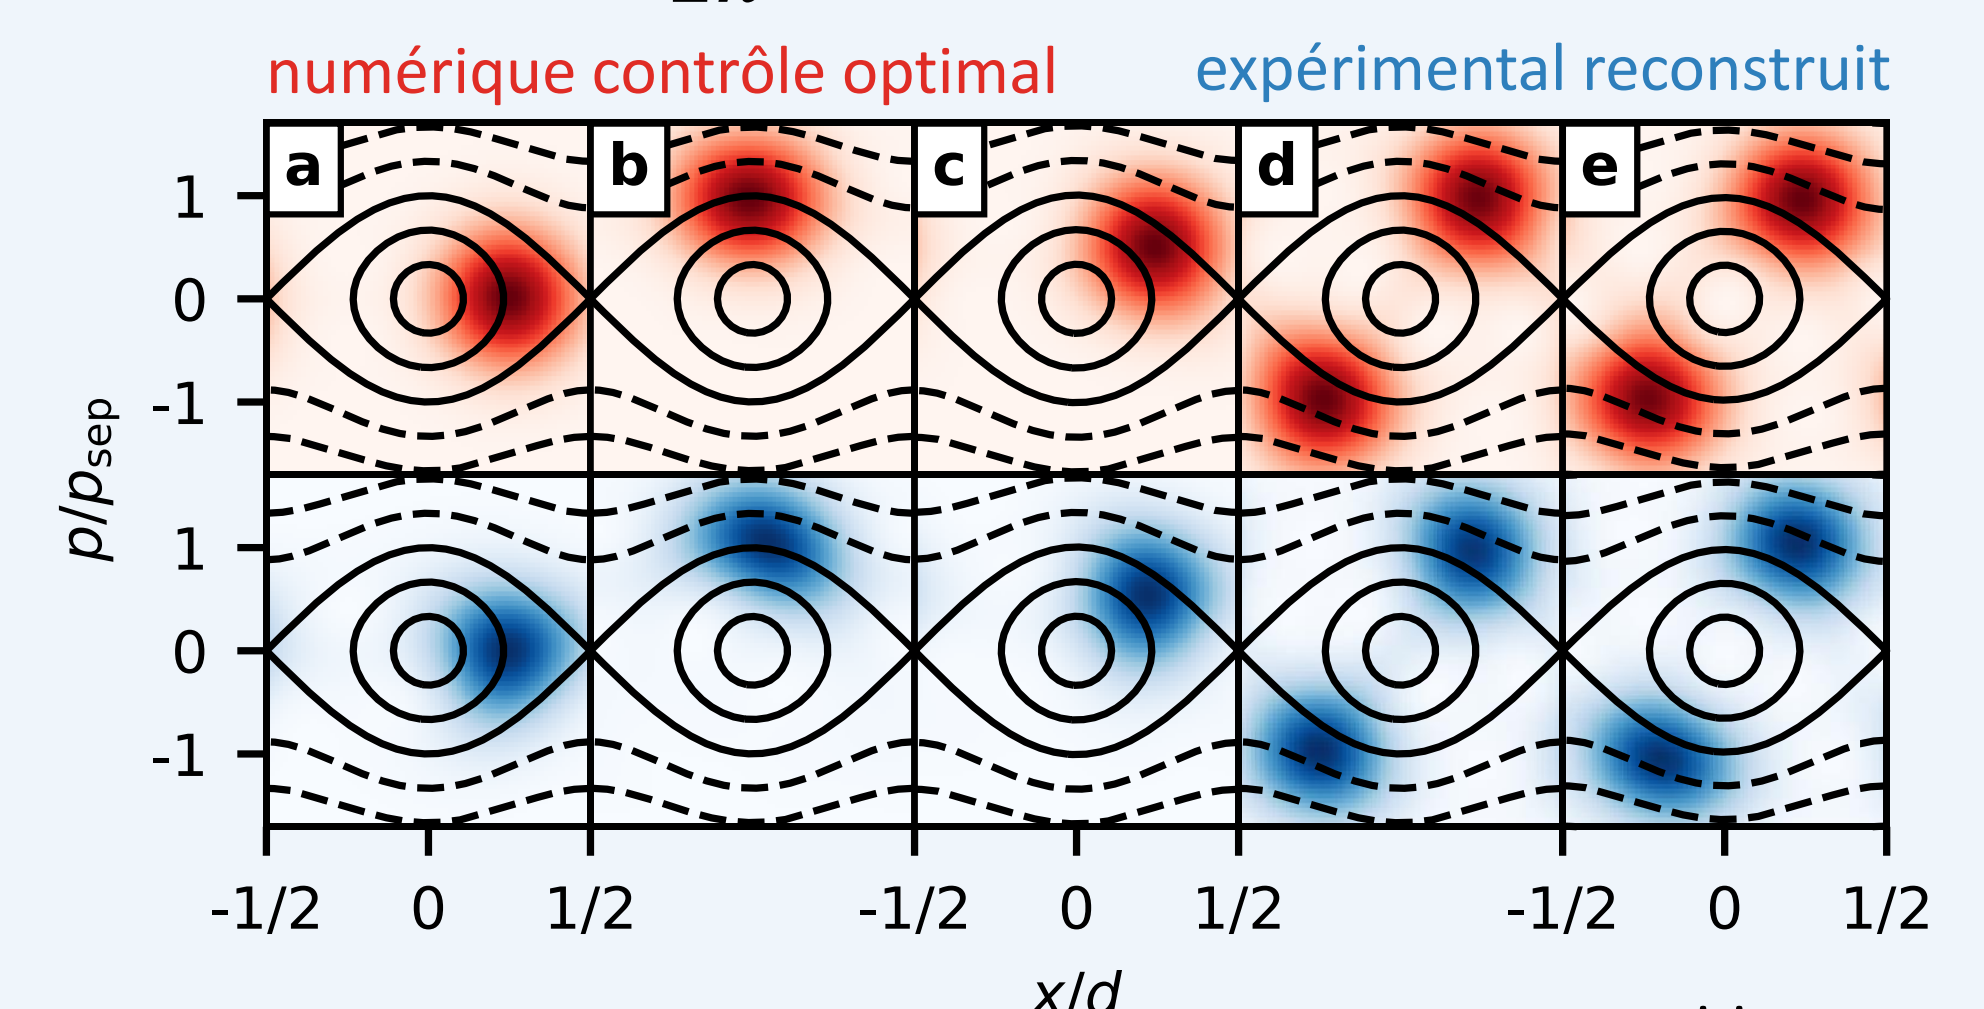 numérique contrôle optimal expérimental reconstruit
a b c d e
1
0
-1
p/p_sep
1
0
-1
-1/2 0 1/2 -1/2 0 1/2 -1/2 0 1/2
x/d